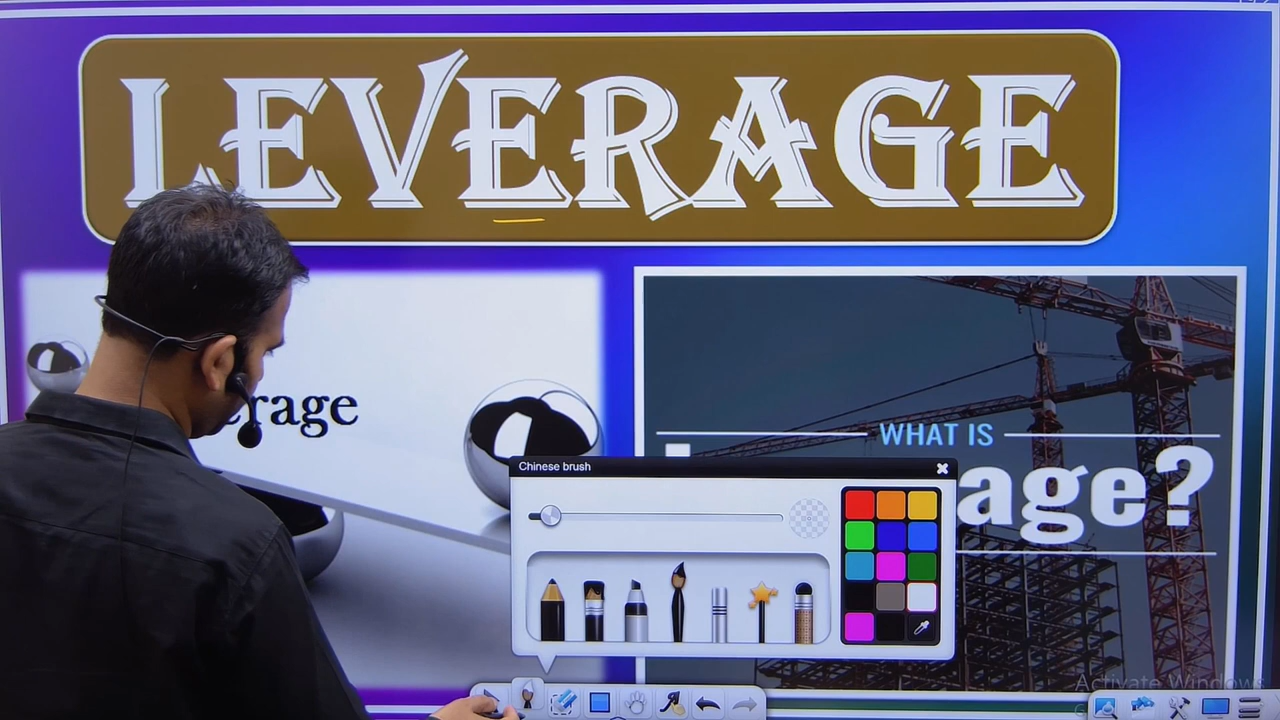 LEVERAGE
erage
WHAT IS
age?
Chinese brush
Activate Windows